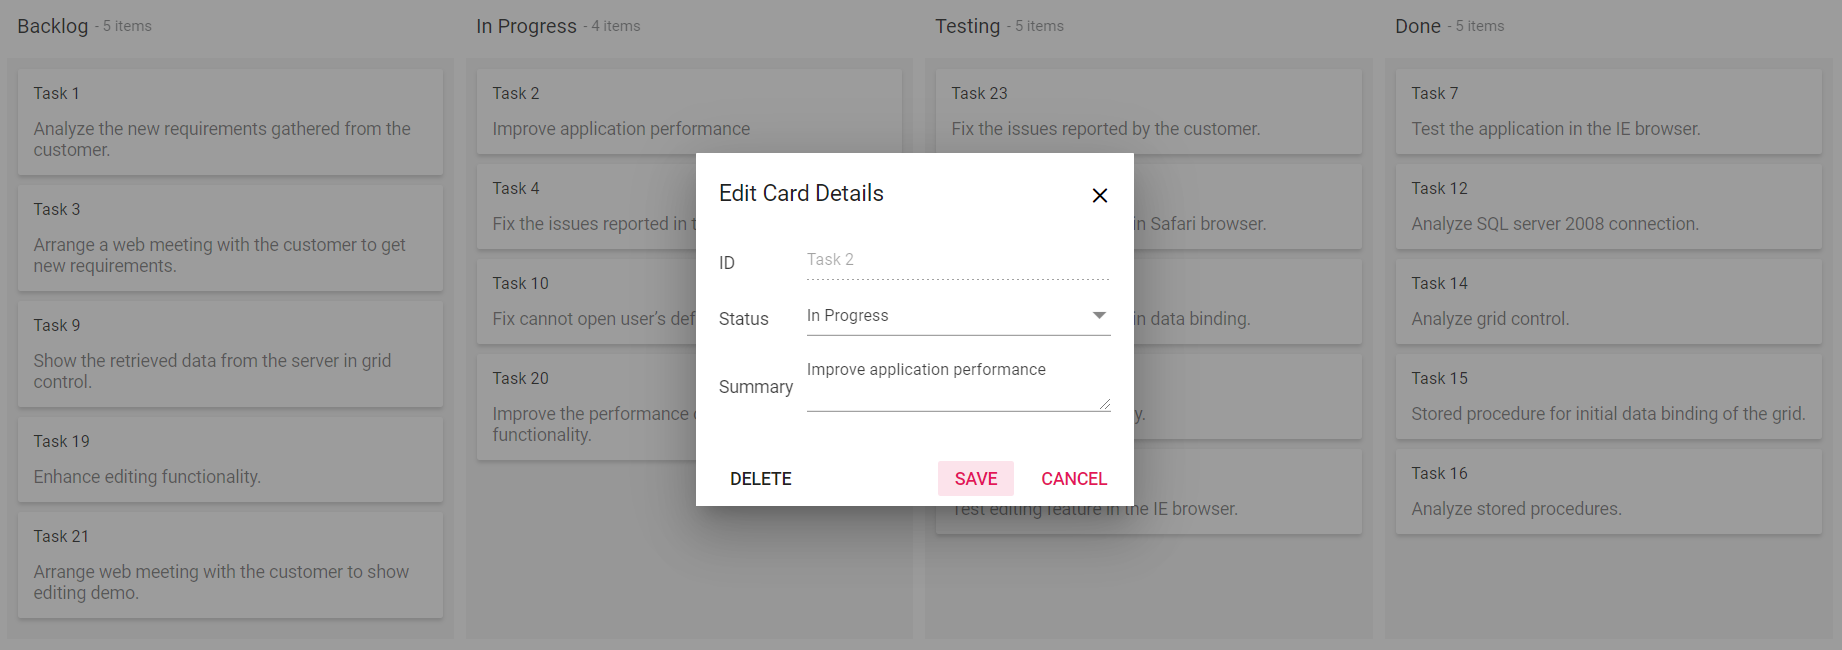 Backlog - 5 items
Task 1
Analyze the new requirements gathered from the
customer.
Task 3
Arrange a web meeting with the customer to get
new requirements.
Task 9
Show the retrieved data from the server in grid
control.
Task 19
Enhance editing functionality.
Task 21
Arrange web meeting with the customer to show
editing demo.
In Progress - 4 items
Task 2
Improve application performance
Task 4
Fix the issues reported in
Task 10
Fix cannot open user’s
Task 20
Improve the performance
functionality.
Testing - 5 items
Task 23
Fix the issues reported by the customer.
in Safari browser.
in data binding.
Test editing feature in the IE browser.
Done - 5 items
Task 7
Test the application in the IE browser.
Task 12
Analyze SQL server 2008 connection.
Task 14
Analyze grid control.
Task 15
Stored procedure for initial data binding of the grid.
Task 16
Analyze stored procedures.
Edit Card Details
ID Task 2
Status In Progress
Summary Improve application performance
DELETE SAVE CANCEL